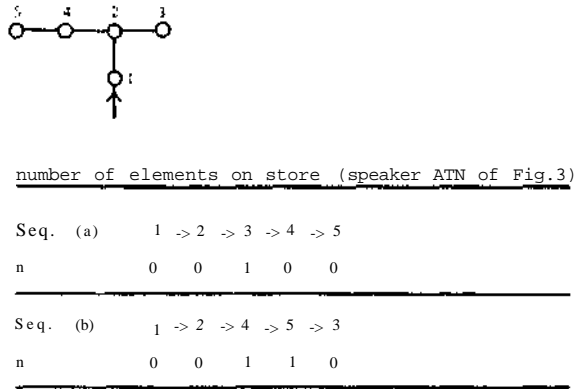 5 4 2 3
1
number of elements on store (speaker ATN of Fig.3)
Seq. (a) 1 -> 2 -> 3 -> 4 -> 5
n 0 0 1 0 0
Seq. (b) 1 -> 2 -> 4 -> 5 -> 3
n 0 0 1 1 0